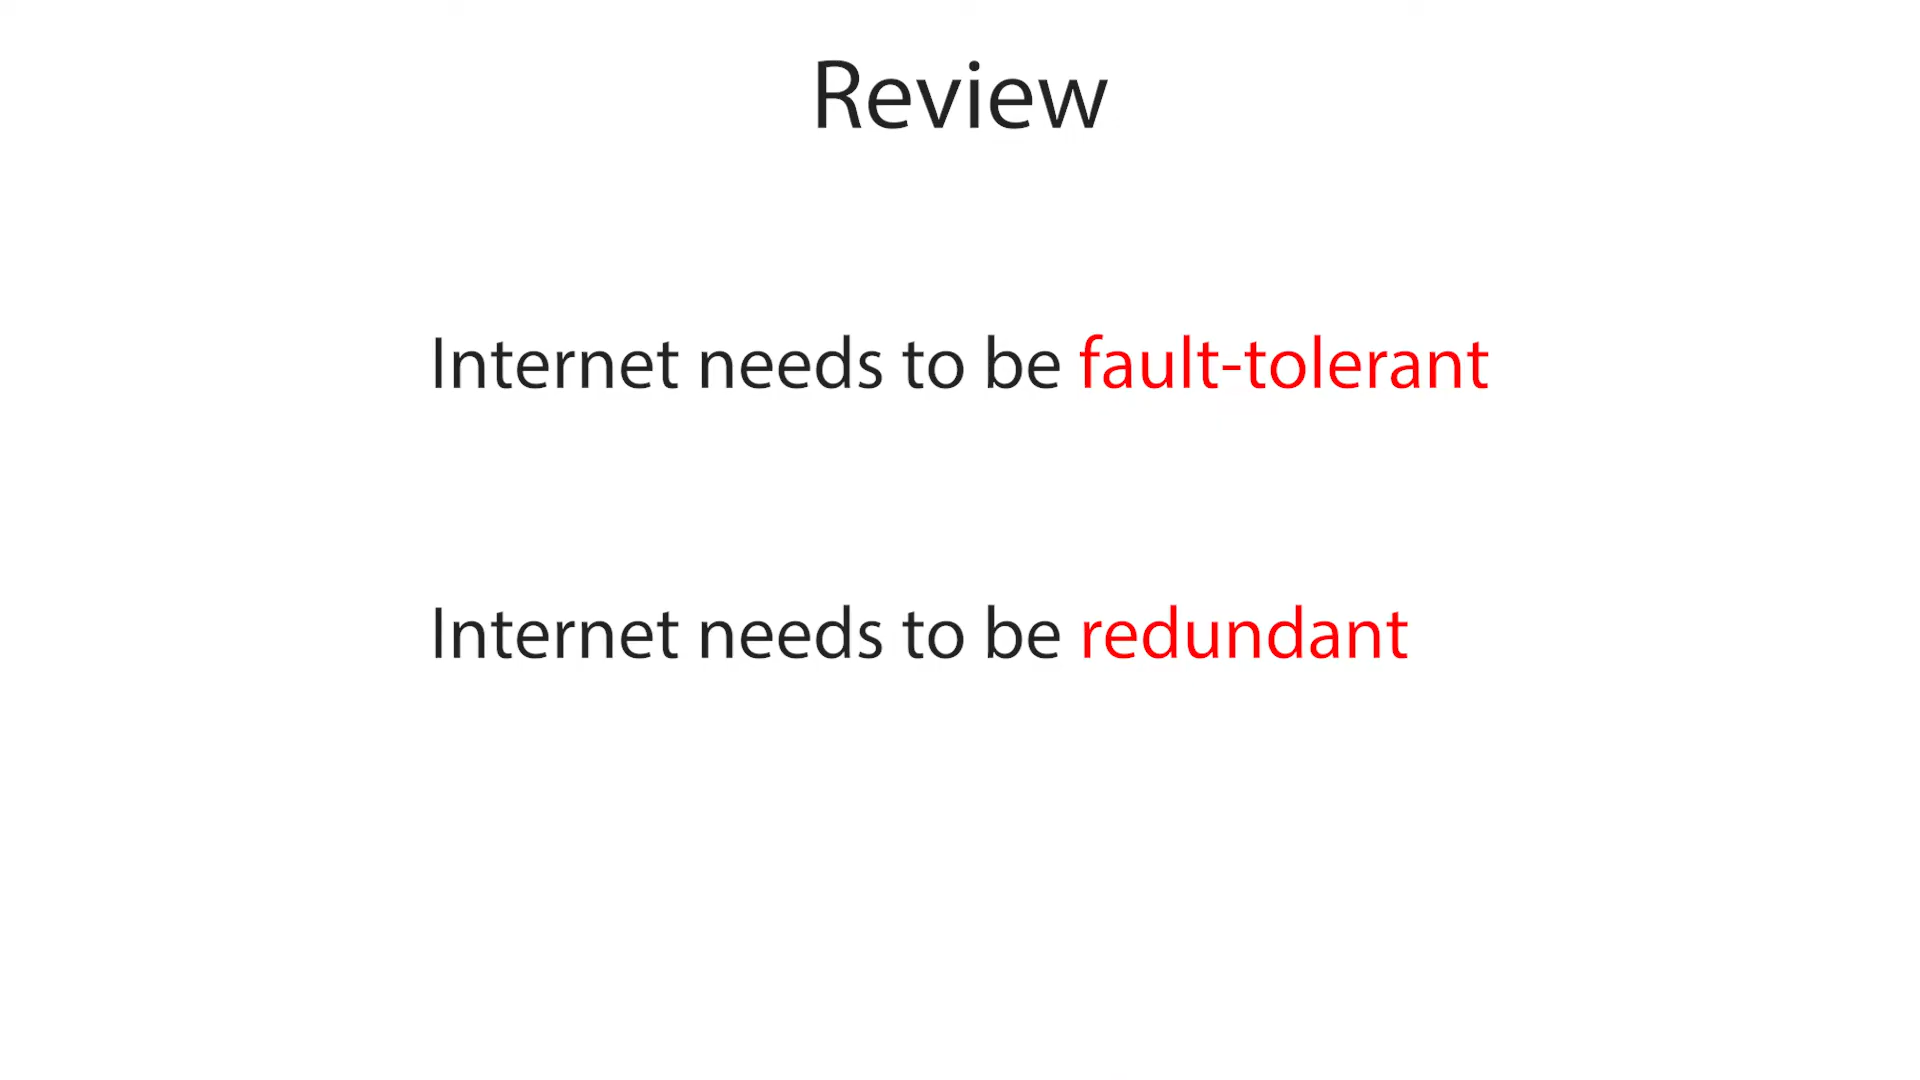 Review
Internet needs to be fault-tolerant
Internet needs to be redundant